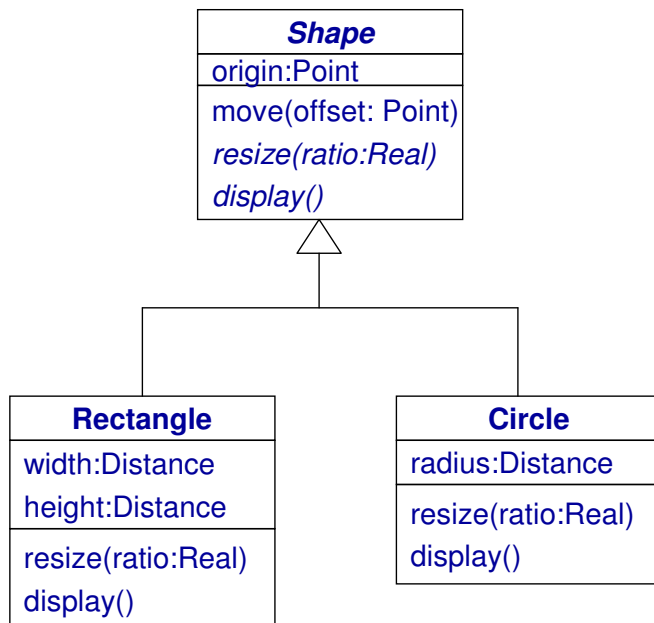 Shape
origin:Point
move(offset: Point)
resize(ratio:Real)
display()
Rectangle
width:Distance
height:Distance
resize(ratio:Real)
display()
Circle
radius:Distance
resize(ratio:Real)
display()